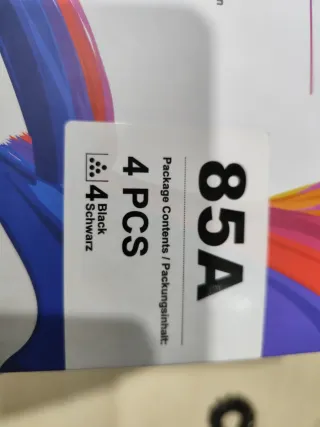 85A
Package Contents / Packungsinhalt:
4 PCS
4 Black
Schwarz